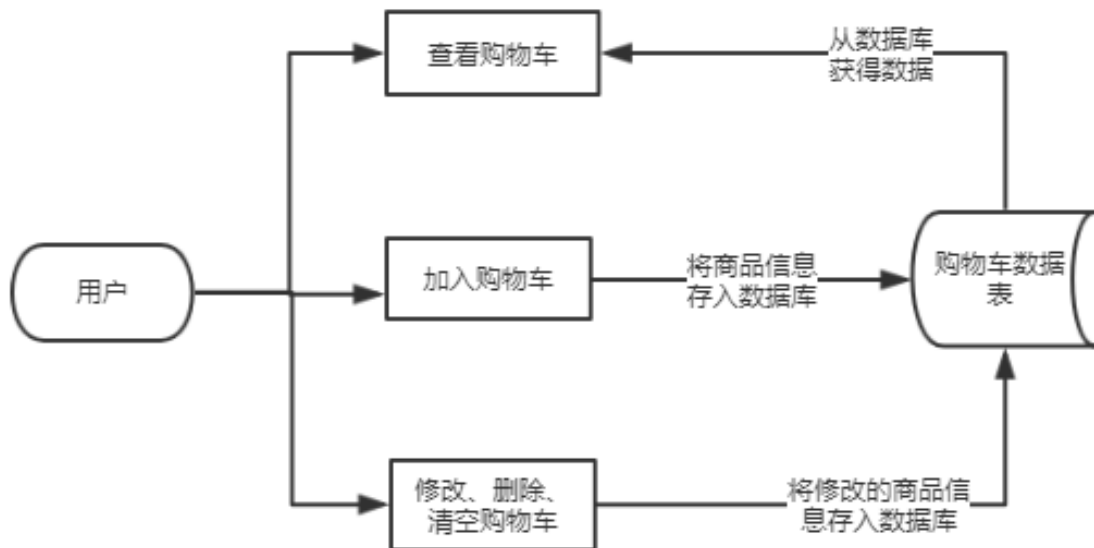 查看购物车
从数据库
获得数据
用户
加入购物车
将商品信息
存入数据库
购物车数据
表
修改、删除、
清空购物车
将修改的商品信
息存入数据库